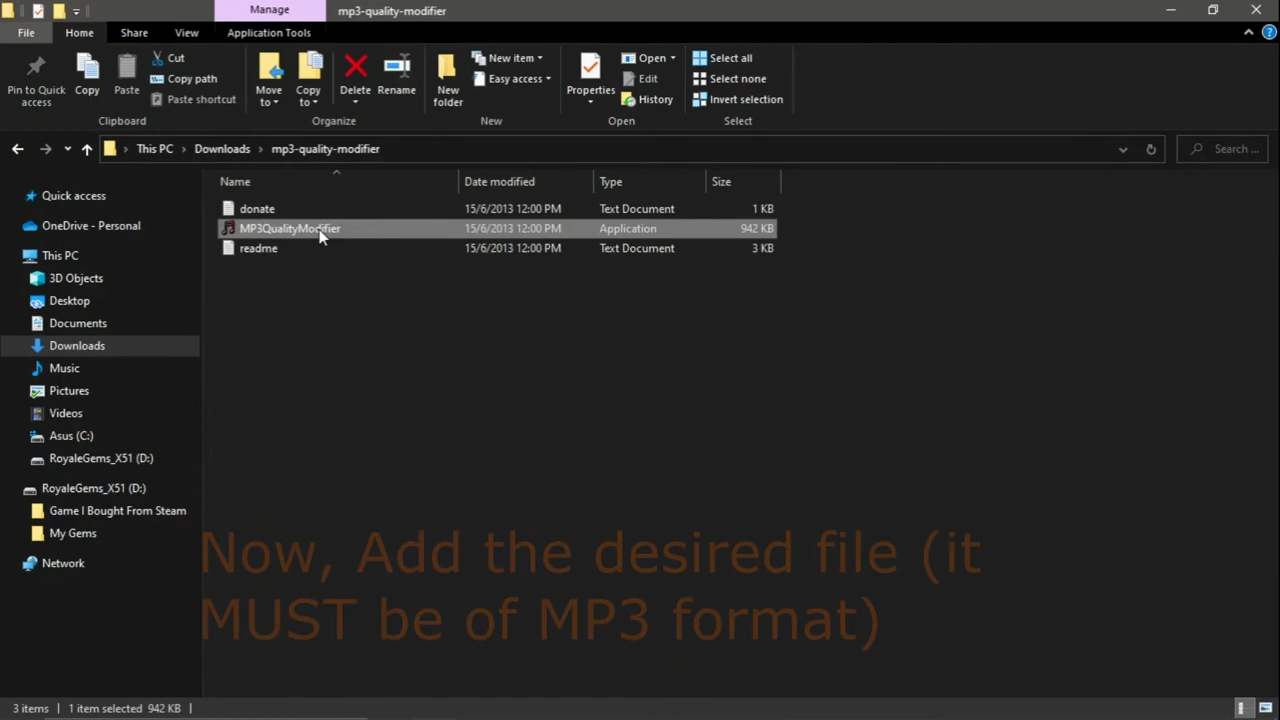 Manage
mp3-quality-modifier
File
Home
Share
View
Application Tools
Pin to Quick
access
Copy
Paste
Cut
Copy path
Paste shortcut
Clipboard
Move
to
Copy
to
Delete
Rename
Organize
New
folder
New item
Easy access
New
Properties
Open
Edit
History
Open
Select all
Select none
Invert selection
Select
This PC > Downloads > mp3-quality-modifier
Search ...
Name
Date modified
Type
Size
donate 15/6/2013 12:00 PM Text Document 1 KB
MP3QualityModifier 15/6/2013 12:00 PM Application 942 KB
readme 15/6/2013 12:00 PM Text Document 3 KB
Quick access
OneDrive - Personal
This PC
3D Objects
Desktop
Documents
Downloads
Music
Pictures
Videos
Asus (C:)
RoyaleGems_X51 (D:)
RoyaleGems_X51 (D:)
Game I Bought From Steam
My Gems
Network
Now, Add the desired file (it
MUST be of MP3 format)
3 items
1 item selected 942 KB